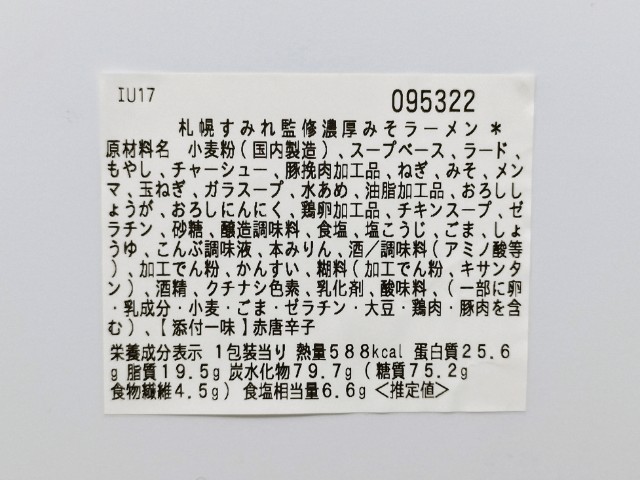 IU17
095322
札幌すみれ監修濃厚みそラーメン＊
原材料名 小麦粉(国内製造)、スープベース、ラード、
もやし、チャーシュー、豚挽肉加工品、ねぎ、みそ、メン
マ、玉ねぎ、ガラスープ、水あめ、油脂加工品、おろししょ
うが、おろしにんにく、鶏卵加工品、チキンスープ、ゼ
ラチン、砂糖、醸造調味料、食塩、塩こうじ、ごま、しょ
うゆ、こんぶ調味液、本みりん、酒／調味料(アミノ酸等
)、加工でん粉、かんすい、糊料(加工でん粉、キサンタ
ン)、酒精、クチナシ色素、乳化剤、酸味料、(一部に卵
・乳成分・小麦・ごま・ゼラチン・大豆・鶏肉・豚肉を含
む)、【添付一味】赤唐辛子
栄養成分表示 1包装当り 熱量588kcal 蛋白質25.6
g 脂質19.5g 炭水化物79.7g(糖質75.2g
食物繊維4.5g) 食塩相当量6.6g＜推定値＞